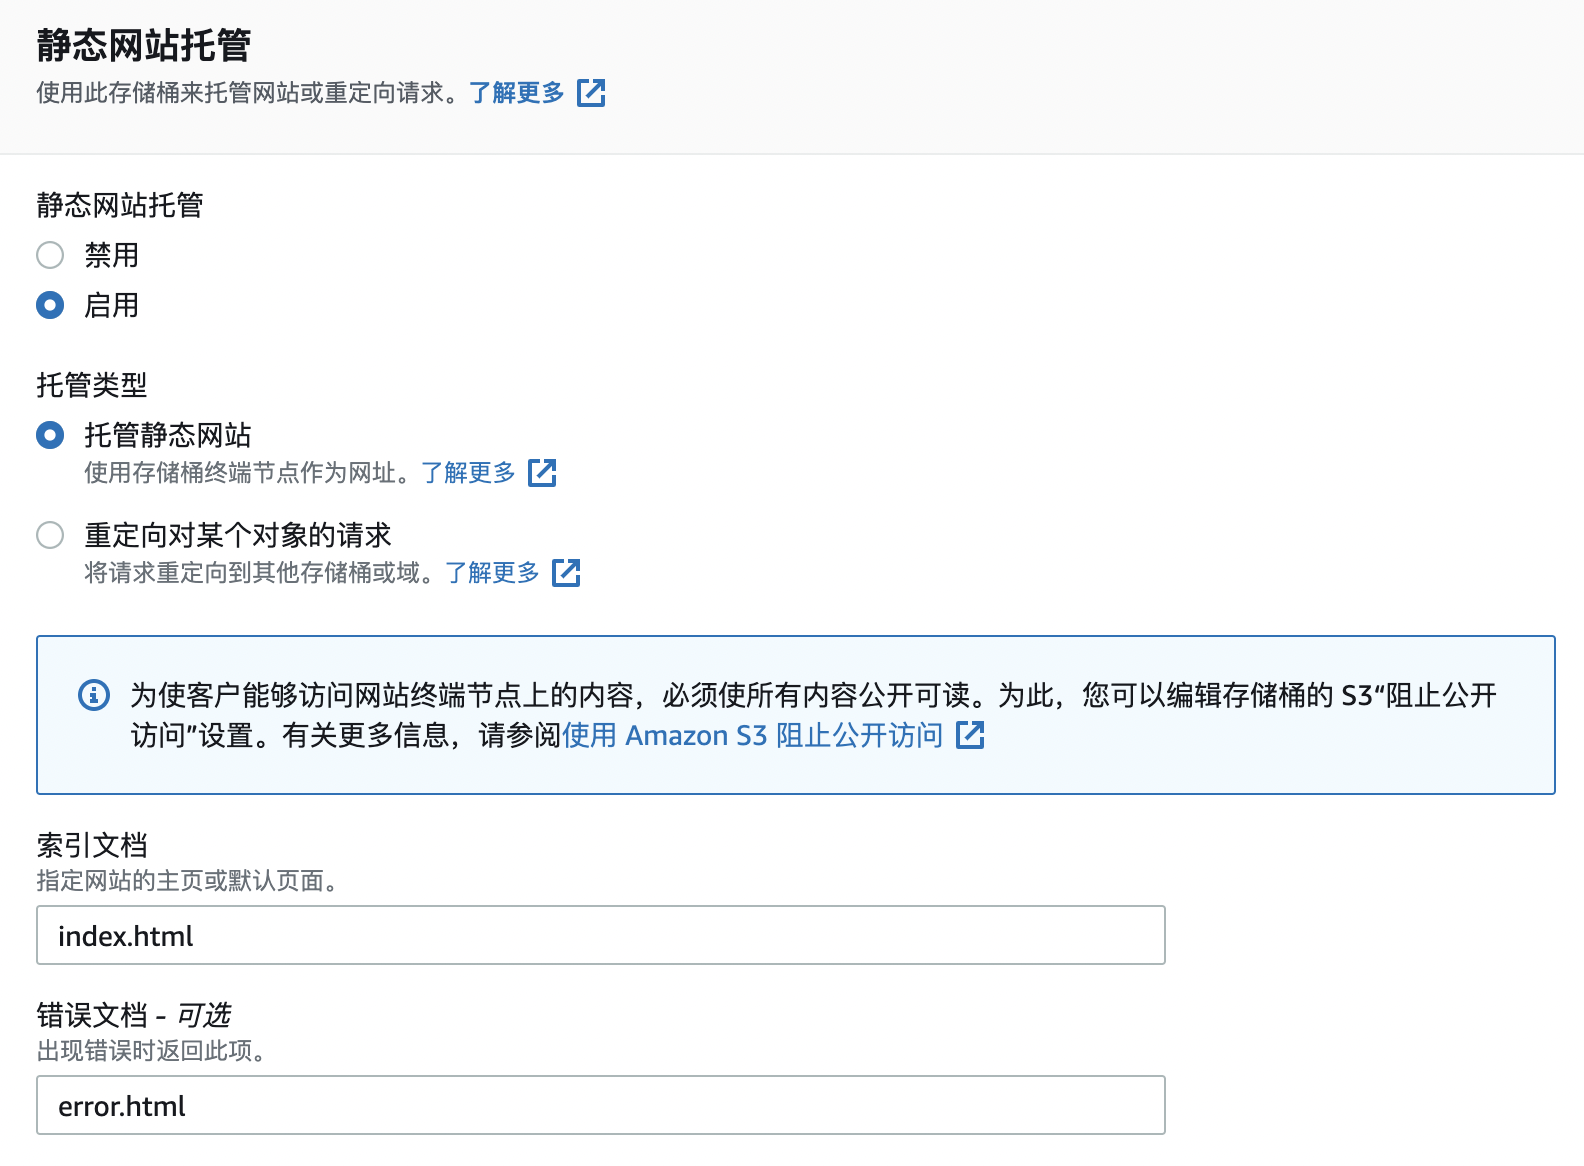 静态网站托管
使用此存储桶来托管网站或重定向请求。了解更多
静态网站托管
禁用
启用
托管类型
托管静态网站
使用存储桶终端节点作为网址。了解更多
重定向对某个对象的请求
将请求重定向到其他存储桶或域。了解更多
为使客户能够访问网站终端节点上的内容，必须使所有内容公开可读。为此，您可以编辑存储桶的 S3“阻止公开
访问”设置。有关更多信息，请参阅使用 Amazon S3 阻止公开访问
索引文档
指定网站的主页或默认页面。
index.html
错误文档 - 可选
出现错误时返回此项。
error.html